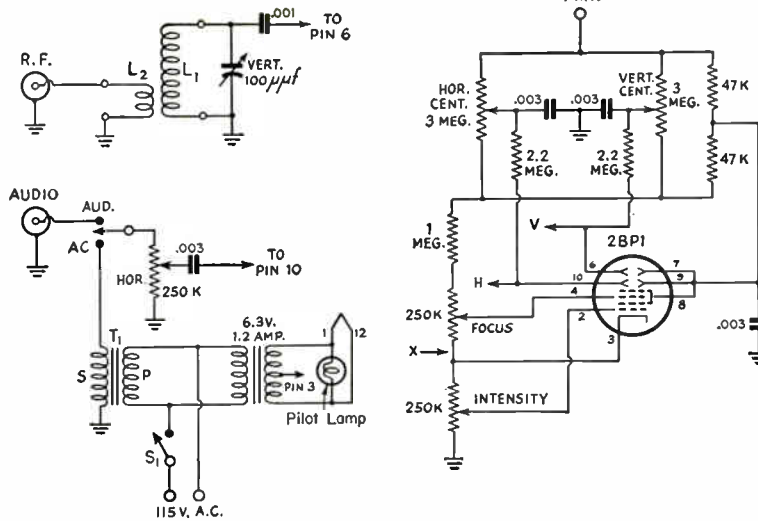 .001
TO
PIN 6
R.F.
L2
L1
VERT.
100μμf
AUDIO
AUD.
AC
.003
TO
PIN 10
HOR.
250 K
T1
S
P
6.3V.
1.2 AMP.
1
12
PIN 3
Pilot Lamp
S1
115 V, A.C.
HOR.
CENT.
3 MEG.
.003
.003
VERT.
CENT.
3
MEG.
47 K
47 K
2.2
MEG.
2.2
MEG.
1
MEG.
V
2BP1
6
7
H
10
9
4
8
2
3
250K
FOCUS
X
.003
250K
INTENSITY